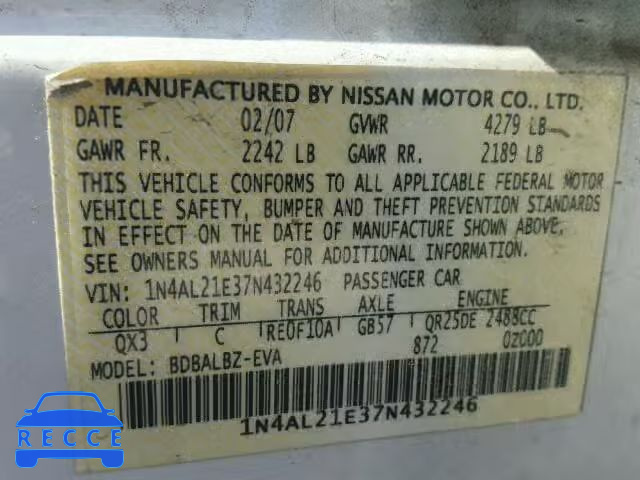 MANUFACTURED BY NISSAN MOTOR CO., LTD.
DATE 02/07 GVWR 4279 LB
GAWR FR. 2242 LB GAWR RR. 2189 LB
THIS VEHICLE CONFORMS TO ALL APPLICABLE FEDERAL MOTOR
VEHICLE SAFETY, BUMPER AND THEFT PREVENTION STANDARDS
IN EFFECT ON THE DATE OF MANUFACTURE SHOWN ABOVE.
SEE OWNERS MANUAL FOR ADDITIONAL INFORMATION.
VIN: 1N4AL21E37N432246 PASSENGER CAR
COLOR TRIM TRANS AXLE ENGINE
QX3 C RE0F10A GB57 QR25DE 2488CC
MODEL: BDBALBZ-EVA 872 0Z000
1N4AL21E37N432246
RECCE